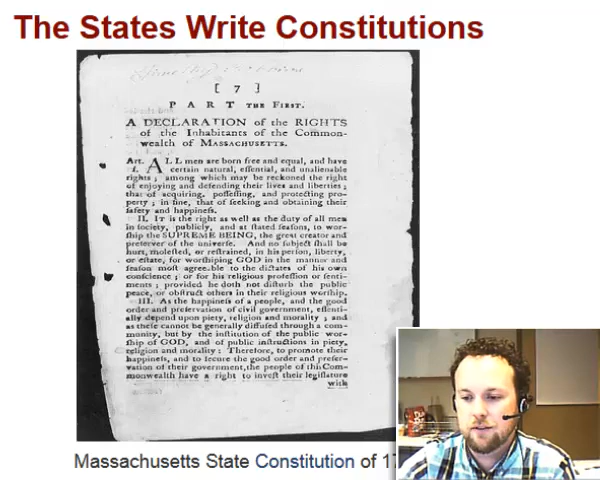 The States Write Constitutions
[ 7 ]
PART THE FIRST.
A DECLARATION of the RIGHTS
of the Inhabitants of the Common-
wealth of MASSACHUSETTS.
Art. ALL men are born free and equal, and have
I. certain natural, eſſential, and unalienable
rights ; among which may be reckoned the right
of enjoying and defending their lives and liberties ;
that of acquiring, poſſeſſing, and protecting pro-
perty ; in fine, that of ſeeking and obtaining their
ſafety and happineſs.
II. IT is the right as well as the duty of all men
in ſociety, publicly, and at ſtated ſeaſons, to wor-
ſhip the SUPREME BEING, the great creator and
preſerver of the univerſe. And no ſubject ſhall be
hurt, moleſted, or reſtrained, in his perſon, liberty,
or eſtate, for worſhiping GOD in the manner and
ſeaſon moſt agreeable to the dictates of his own
conſcience ; or for his religious profeſſion or ſenti-
ments ; provided he doth not diſturb the public
peace, or obſtruct others in their religious worſhip.
III. As the happineſs of a people, and the good
order and preſervation of civil government, eſſenti-
ally depend upon piety, religion and morality ; and
as theſe cannot be generally diffuſed through a com-
munity, but by the inſtitution of the public wor-
ſhip of GOD, and of public inſtructions in piety,
religion and morality : Therefore, to promote their
happineſs, and to ſecure the good order and preſer-
vation of their government, the people of this Com-
monwealth have a right to inveſt their legiſlature
with
Massachusetts State Constitution of 17